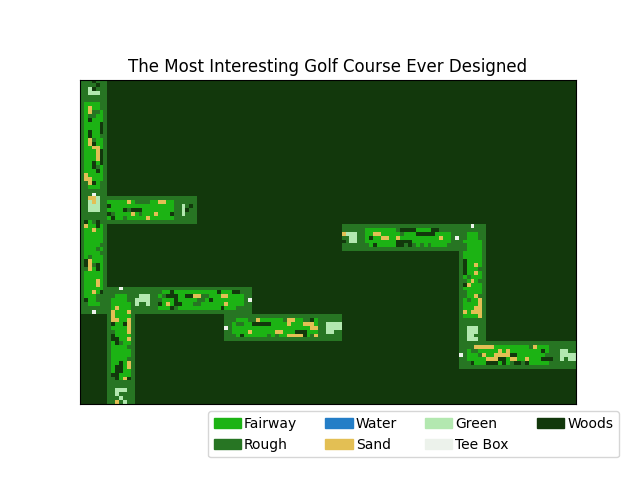 The Most Interesting Golf Course Ever Designed
Fairway Water Green Woods
Rough Sand Tee Box